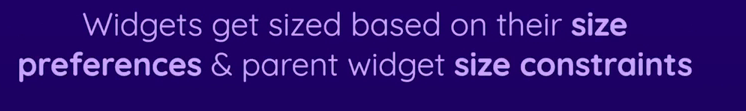 Widgets get sized based on their size
preferences & parent widget size constraints